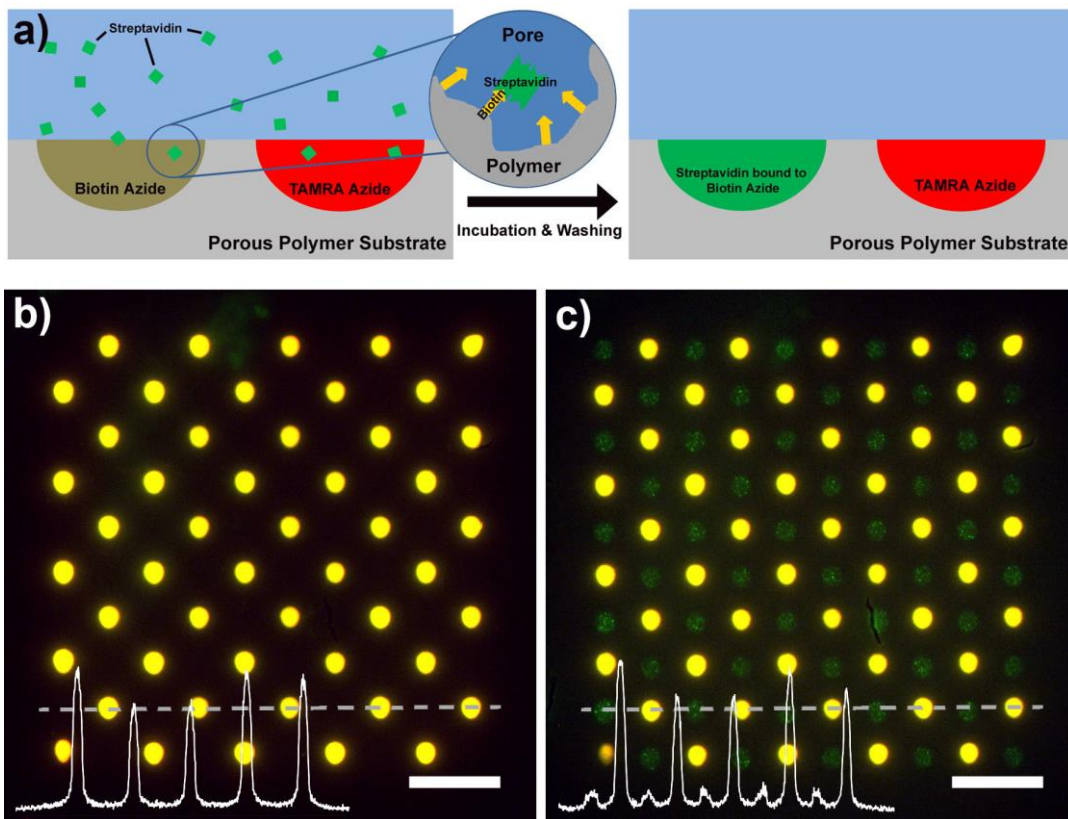 a)
Streptavidin
Pore
Streptavidin
Biotin
Polymer
Biotin Azide
TAMRA Azide
Porous Polymer Substrate
Incubation & Washing
Streptavidin bound to
Biotin Azide
TAMRA Azide
Porous Polymer Substrate
b)
c)